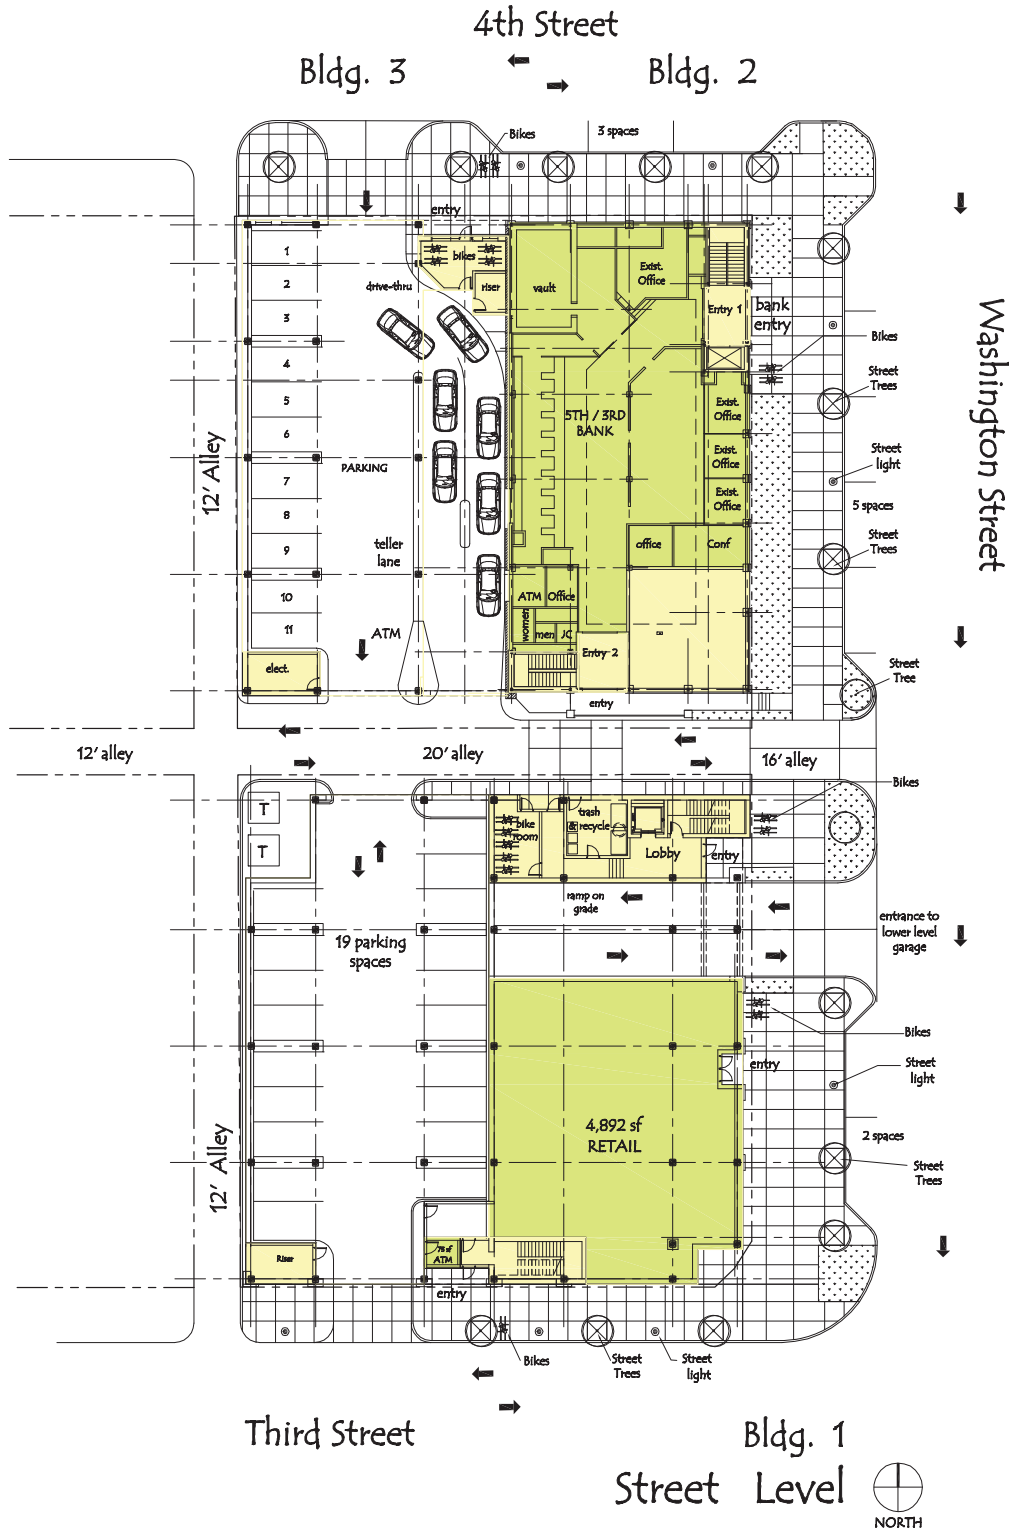 4th Street
Bldg. 3
Bldg. 2
Bikes
3 spaces
entry
bikes
riser
drive-thru
vault
Exist.
Office
Entry 1
bank
entry
Bikes
Street
Trees
1
2
3
4
5
6
7
8
9
10
11
5TH / 3RD
BANK
Exist.
Office
Exist.
Office
Exist.
Office
Street
light
5 spaces
Street
Trees
12' Alley
PARKING
teller
lane
office
Conf
ATM
Office
women
men
JC
ATM
elect.
Entry 2
entry
Street
Tree
Washington Street
12' alley
20' alley
16' alley
Bikes
T
T
bike
room
trash
& recycle
Lobby
entry
ramp on
grade
19 parking
spaces
entrance to
lower level
garage
Bikes
entry
Street
light
4,892 sf
RETAIL
2 spaces
Street
Trees
12' Alley
Riser
75 sf
ATM
entry
Bikes
Street
Trees
Street
light
Third Street
Bldg. 1
Street Level
NORTH